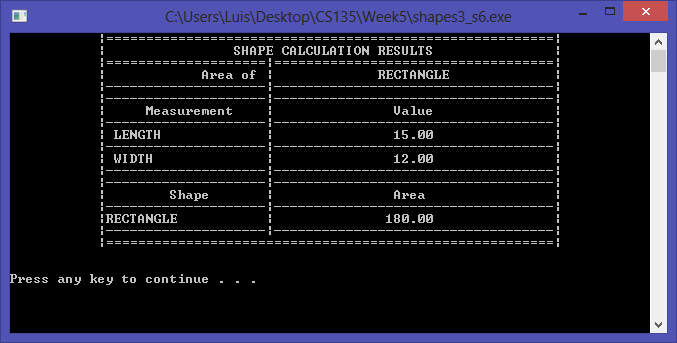 C:\Users\Luis\Desktop\CS135\Week5\shapes3_s6.exe
SHAPE CALCULATION RESULTS
Area of | RECTANGLE
Measurement | Value
LENGTH | 15.00
WIDTH | 12.00
Shape | Area
RECTANGLE | 180.00
Press any key to continue . . .